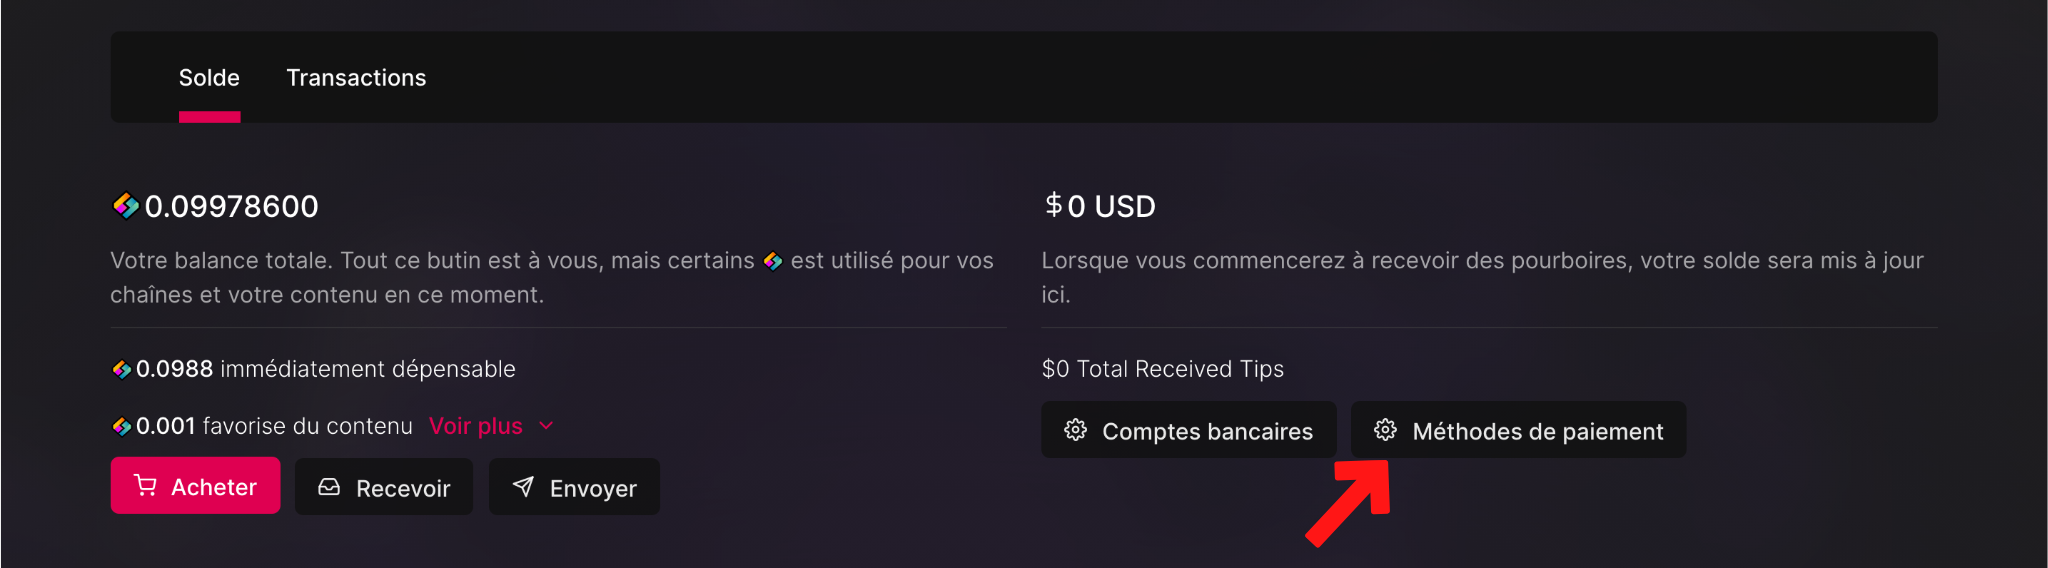 Solde Transactions
0.09978600
Votre balance totale. Tout ce butin est à vous, mais certains est utilisé pour vos
chaînes et votre contenu en ce moment.
0.0988 immédiatement dépensable
0.001 favorise du contenu Voir plus
Acheter Recevoir Envoyer
$0 USD
Lorsque vous commencerez à recevoir des pourboires, votre solde sera mis à jour
ici.
$0 Total Received Tips
Comptes bancaires Méthodes de paiement